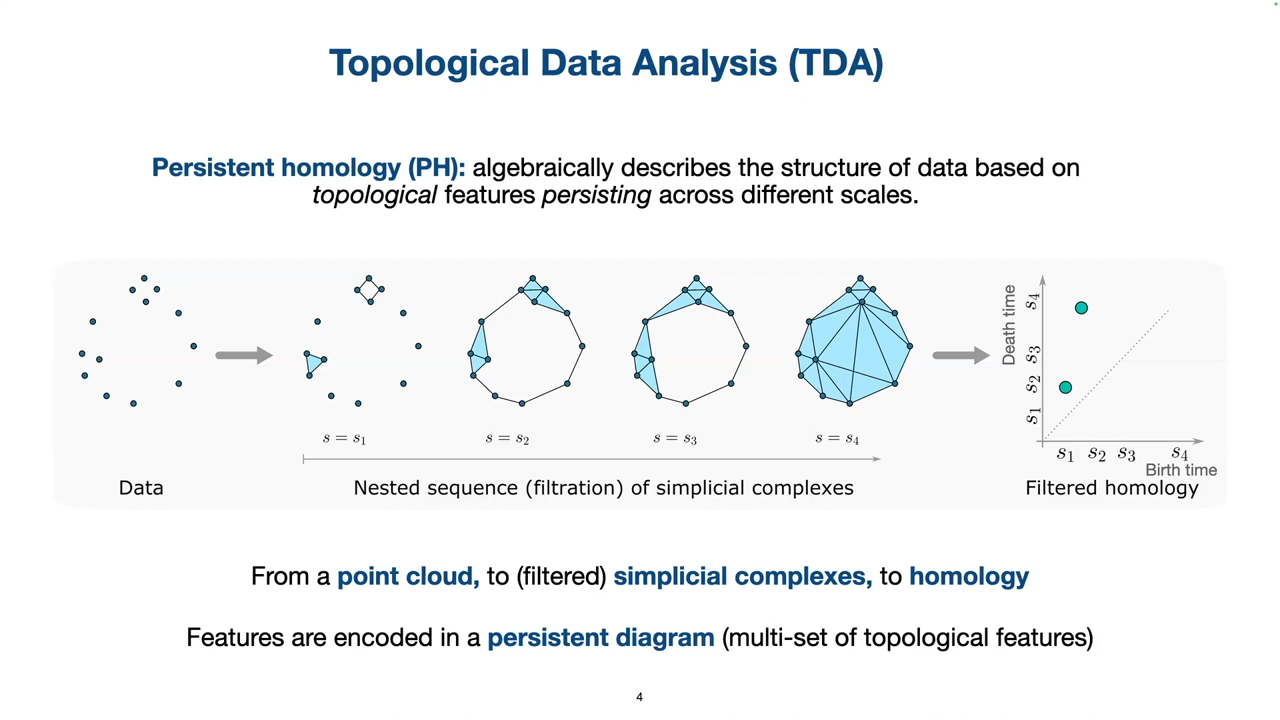 Topological Data Analysis (TDA)
Persistent homology (PH): algebraically describes the structure of data based on
topological features persisting across different scales.
s = s₁
s = s₂
s = s₃
s = s₄
Data
Nested sequence (filtration) of simplicial complexes
Death time
s₁ s₂ s₃ s₄
s₁ s₂ s₃ s₄
Birth time
Filtered homology
From a point cloud, to (filtered) simplicial complexes, to homology
Features are encoded in a persistent diagram (multi-set of topological features)
4